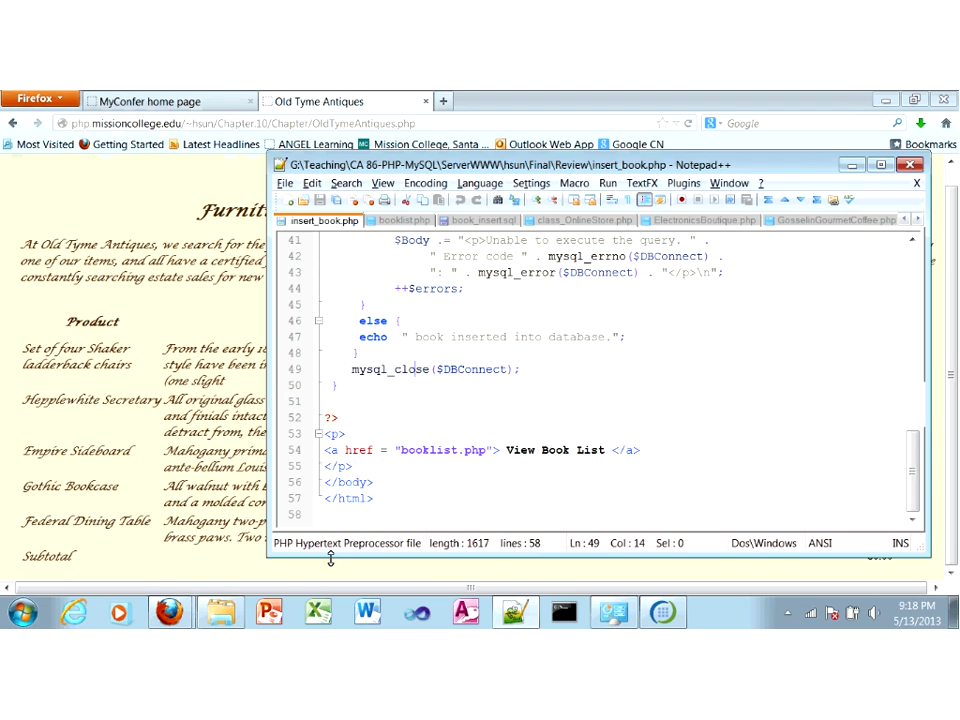 Firefox
MyConfer home page
Old Tyme Antiques
php.missioncollege.edu/~hsun/Chapter.10/Chapter/OldTymeAntiques.php
Google
Most Visited
Getting Started
Latest Headlines
ANGEL Learning
Mission College, Santa ...
Outlook Web App
Google CN
Bookmarks
G:\Teaching\CA 86-PHP-MySQL\ServerWWW\hsun\Final\Review\insert_book.php - Notepad++
File Edit Search View Encoding Language Settings Macro Run TextFX Plugins Window ?
X
insert_book.php
booklist.php
book_insert.sql
class_OnlineStore.php
ElectronicsBoutique.php
GosselinGourmetCoffee.php
41 $Body .= "<p>Unable to execute the query. " .
42 " Error code " . mysql_errno($DBConnect) .
43 ": " . mysql_error($DBConnect) . "</p>\n";
44 ++$errors;
45 }
46 else {
47 echo " book inserted into database.";
48 }
49 mysql_close($DBConnect);
50 }
51
52 ?>
53 <p>
54 <a href = "booklist.php"> View Book List </a>
55 </p>
56 </body>
57 </html>
58
PHP Hypertext Preprocessor file length : 1617 lines : 58 Ln : 49 Col : 14 Sel : 0 Dos\Windows ANSI INS
At Old Tyme Antiques, we search for the
one of our items, and all have a certified
constantly searching estate sales for new
Product
Set of four Shaker
ladderback chairs
From the early
style have been
(one slight
Hepplewhite Secretary
All original glass
and finials intact
detract from, the
Empire Sideboard
Mahogany
ante-bellum
Gothic Bookcase
All walnut with
and a molded
Federal Dining Table
Mahogany
brass paws. Two
Subtotal
9:18 PM
5/13/2013